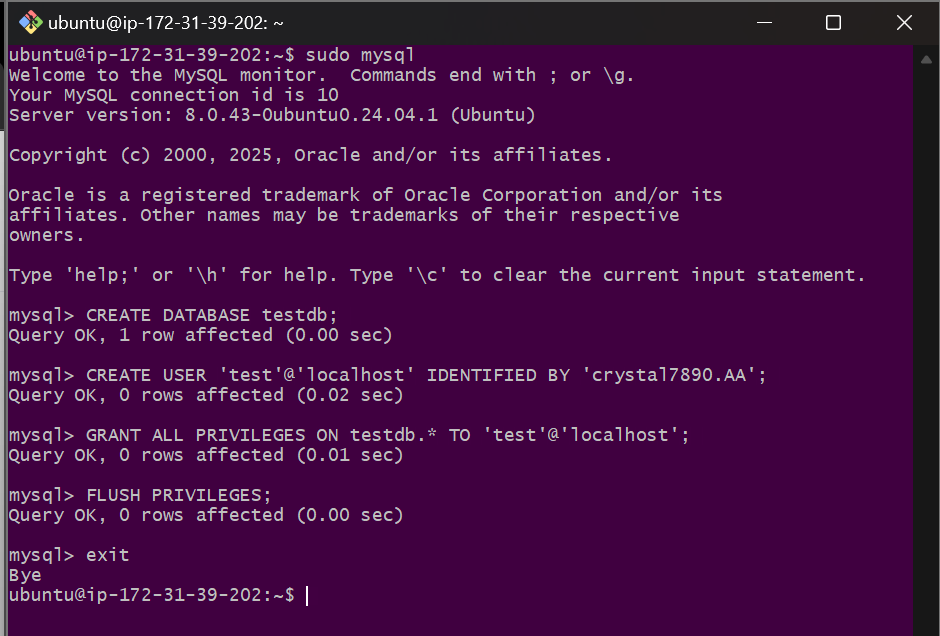 ubuntu@ip-172-31-39-202: ~
ubuntu@ip-172-31-39-202:~$ sudo mysql
Welcome to the MySQL monitor.  Commands end with ; or \g.
Your MySQL connection id is 10
Server version: 8.0.43-0ubuntu0.24.04.1 (Ubuntu)
Copyright (c) 2000, 2025, Oracle and/or its affiliates.
Oracle is a registered trademark of Oracle Corporation and/or its
affiliates. Other names may be trademarks of their respective
owners.
Type 'help;' or '\h' for help. Type '\c' to clear the current input statement.
mysql> CREATE DATABASE testdb;
Query OK, 1 row affected (0.00 sec)
mysql> CREATE USER 'test'@'localhost' IDENTIFIED BY 'crystal7890.AA';
Query OK, 0 rows affected (0.02 sec)
mysql> GRANT ALL PRIVILEGES ON testdb.* TO 'test'@'localhost';
Query OK, 0 rows affected (0.01 sec)
mysql> FLUSH PRIVILEGES;
Query OK, 0 rows affected (0.00 sec)
mysql> exit
Bye
ubuntu@ip-172-31-39-202:~$